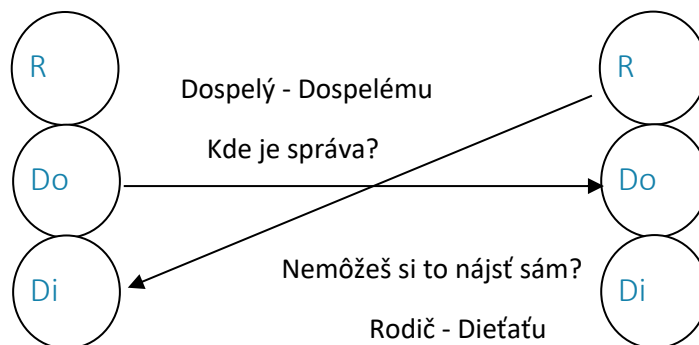 R
R
Dospelý - Dospelému
Kde je správa?
Do
Do
Nemôžeš si to nájsť sám?
Di
Di
Rodič - Dieťaťu